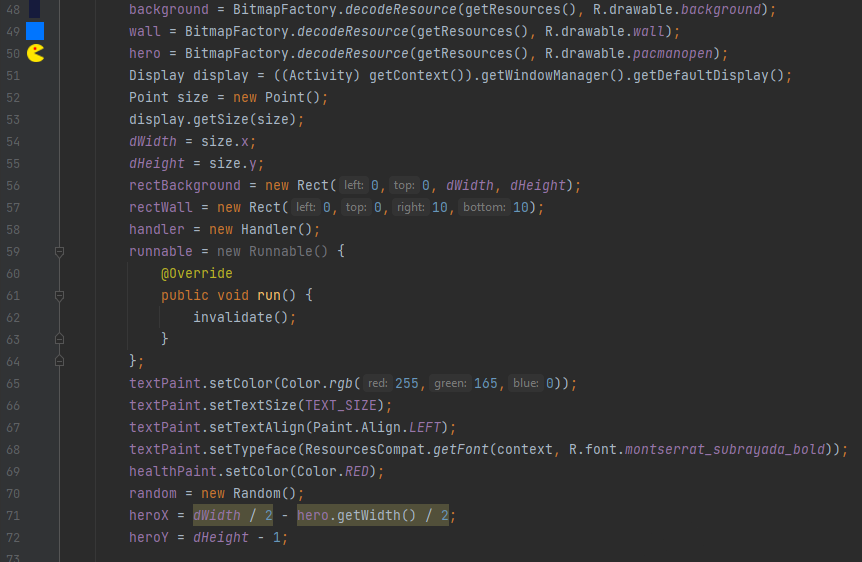 48 background = BitmapFactory.decodeResource(getResources(), R.drawable.background);
49 wall = BitmapFactory.decodeResource(getResources(), R.drawable.wall);
50 hero = BitmapFactory.decodeResource(getResources(), R.drawable.pacmanopen);
51 Display display = ((Activity) getContext()).getWindowManager().getDefaultDisplay();
52 Point size = new Point();
53 display.getSize(size);
54 dWidth = size.x;
55 dHeight = size.y;
56 rectBackground = new Rect( left: 0, top: 0, dWidth, dHeight);
57 rectWall = new Rect( left: 0, top: 0, right: 10, bottom: 10);
58 handler = new Handler();
59 runnable = new Runnable() {
60 @Override
61 public void run() {
62 invalidate();
63 }
64 };
65 textPaint.setColor(Color.rgb( red: 255, green: 165, blue: 0));
66 textPaint.setTextSize(TEXT_SIZE);
67 textPaint.setTextAlign(Paint.Align.LEFT);
68 textPaint.setTypeface(ResourcesCompat.getFont(context, R.font.montserrat_subrayada_bold));
69 healthPaint.setColor(Color.RED);
70 random = new Random();
71 heroX = dWidth / 2 - hero.getWidth() / 2;
72 heroY = dHeight - 1;
73